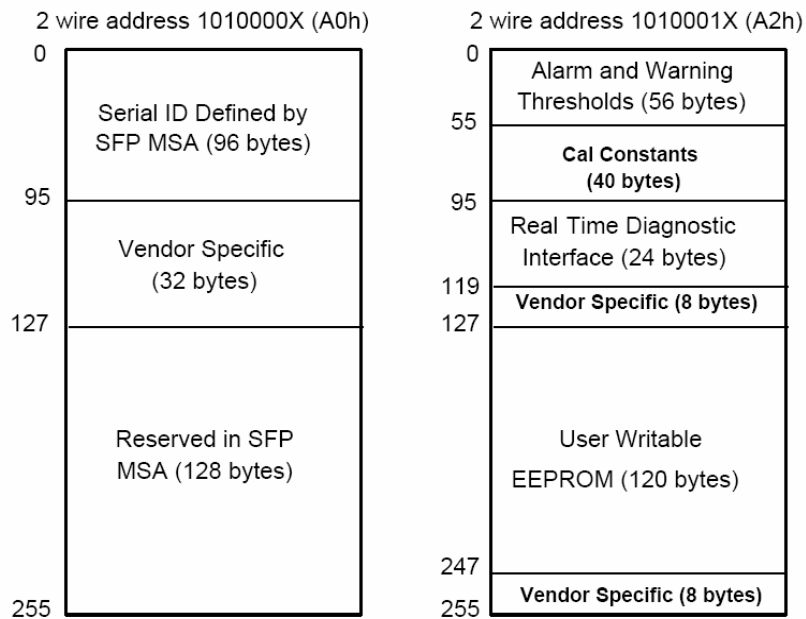 2 wire address 1010000X (A0h)
0
Serial ID Defined by
SFP MSA (96 bytes)
95
Vendor Specific
(32 bytes)
127
Reserved in SFP
MSA (128 bytes)
255
2 wire address 1010001X (A2h)
0
Alarm and Warning
Thresholds (56 bytes)
55
Cal Constants
(40 bytes)
95
Real Time Diagnostic
Interface (24 bytes)
119
Vendor Specific (8 bytes)
127
User Writable
EEPROM (120 bytes)
247
Vendor Specific (8 bytes)
255